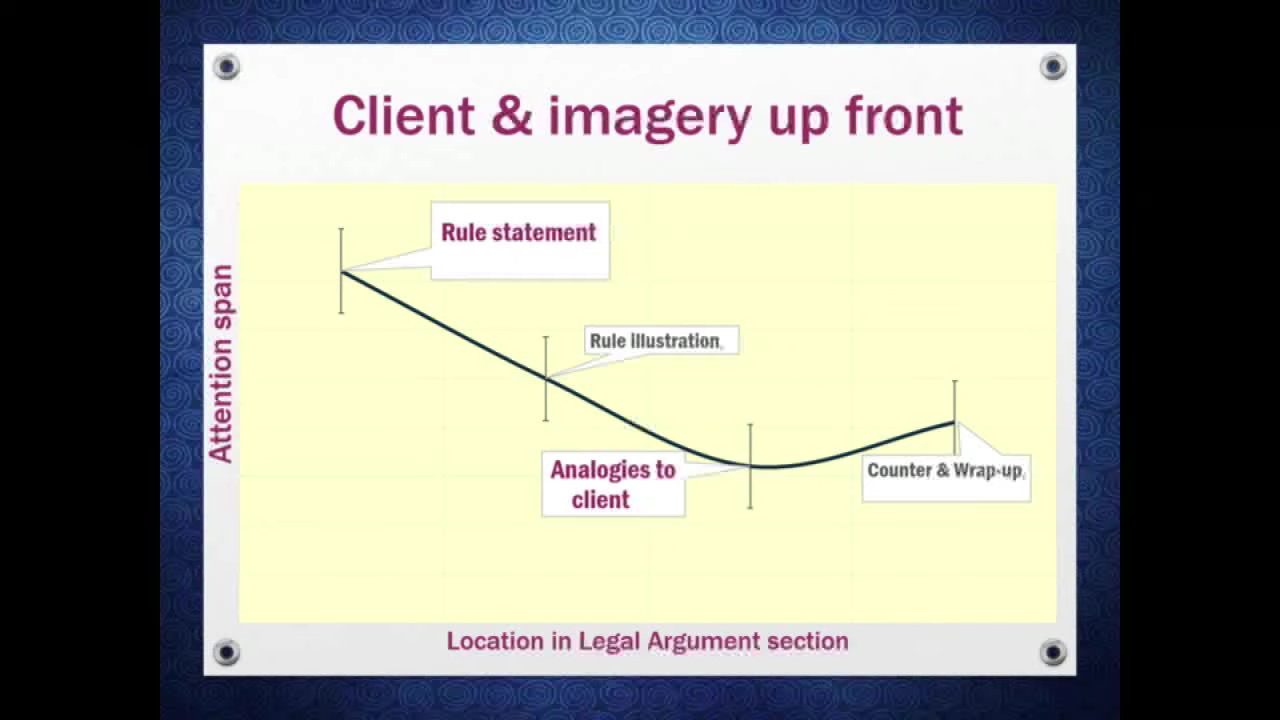 Client & imagery up front
Attention span
Rule statement
Rule illustration
Analogies to
client
Counter & Wrap-up
Location in Legal Argument section